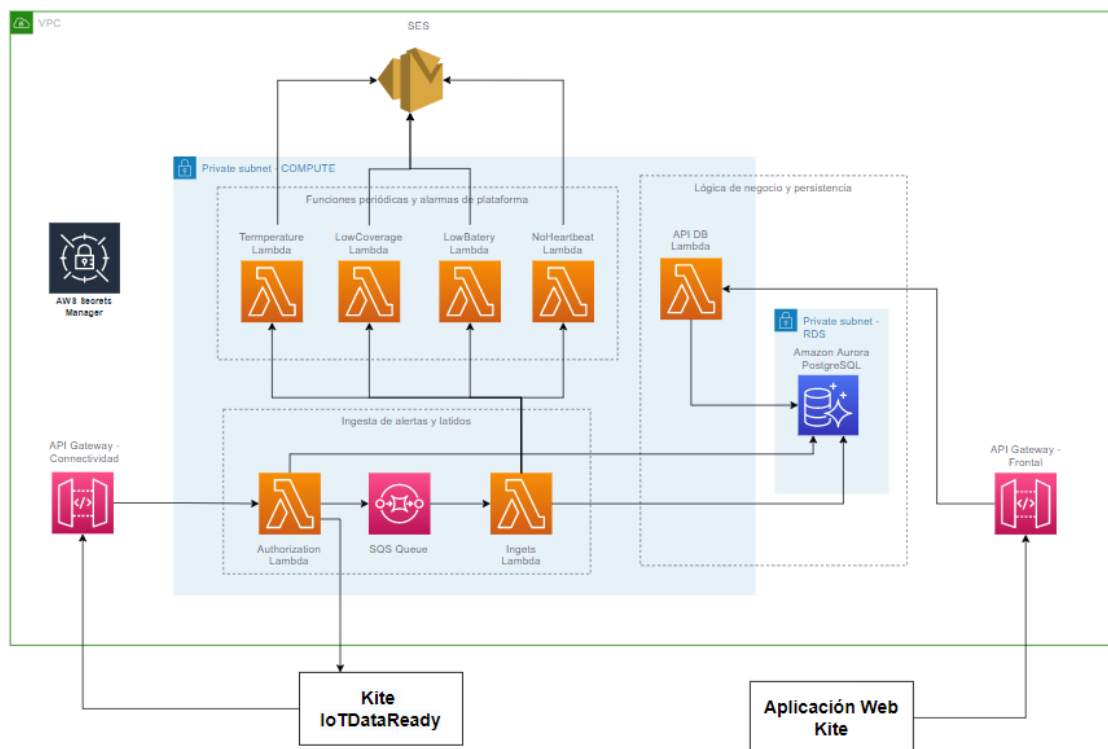 VPC
SES
Private subnet - COMPUTE
Funciones periódicas y alarmas de plataforma
Termperature
Lambda
LowCoverage
Lambda
LowBatery
Lambda
NoHeartbeat
Lambda
Lógica de negocio y persistencia
API DB
Lambda
AWS Secrets
Manager
Private subnet -
RDS
Amazon Aurora
PostgreSQL
Ingesta de alertas y latidos
API Gateway -
Connectividad
Authorization
Lambda
SQS Queue
Ingets
Lambda
API Gateway -
Frontal
Kite
IoTDataReady
Aplicación Web
Kite